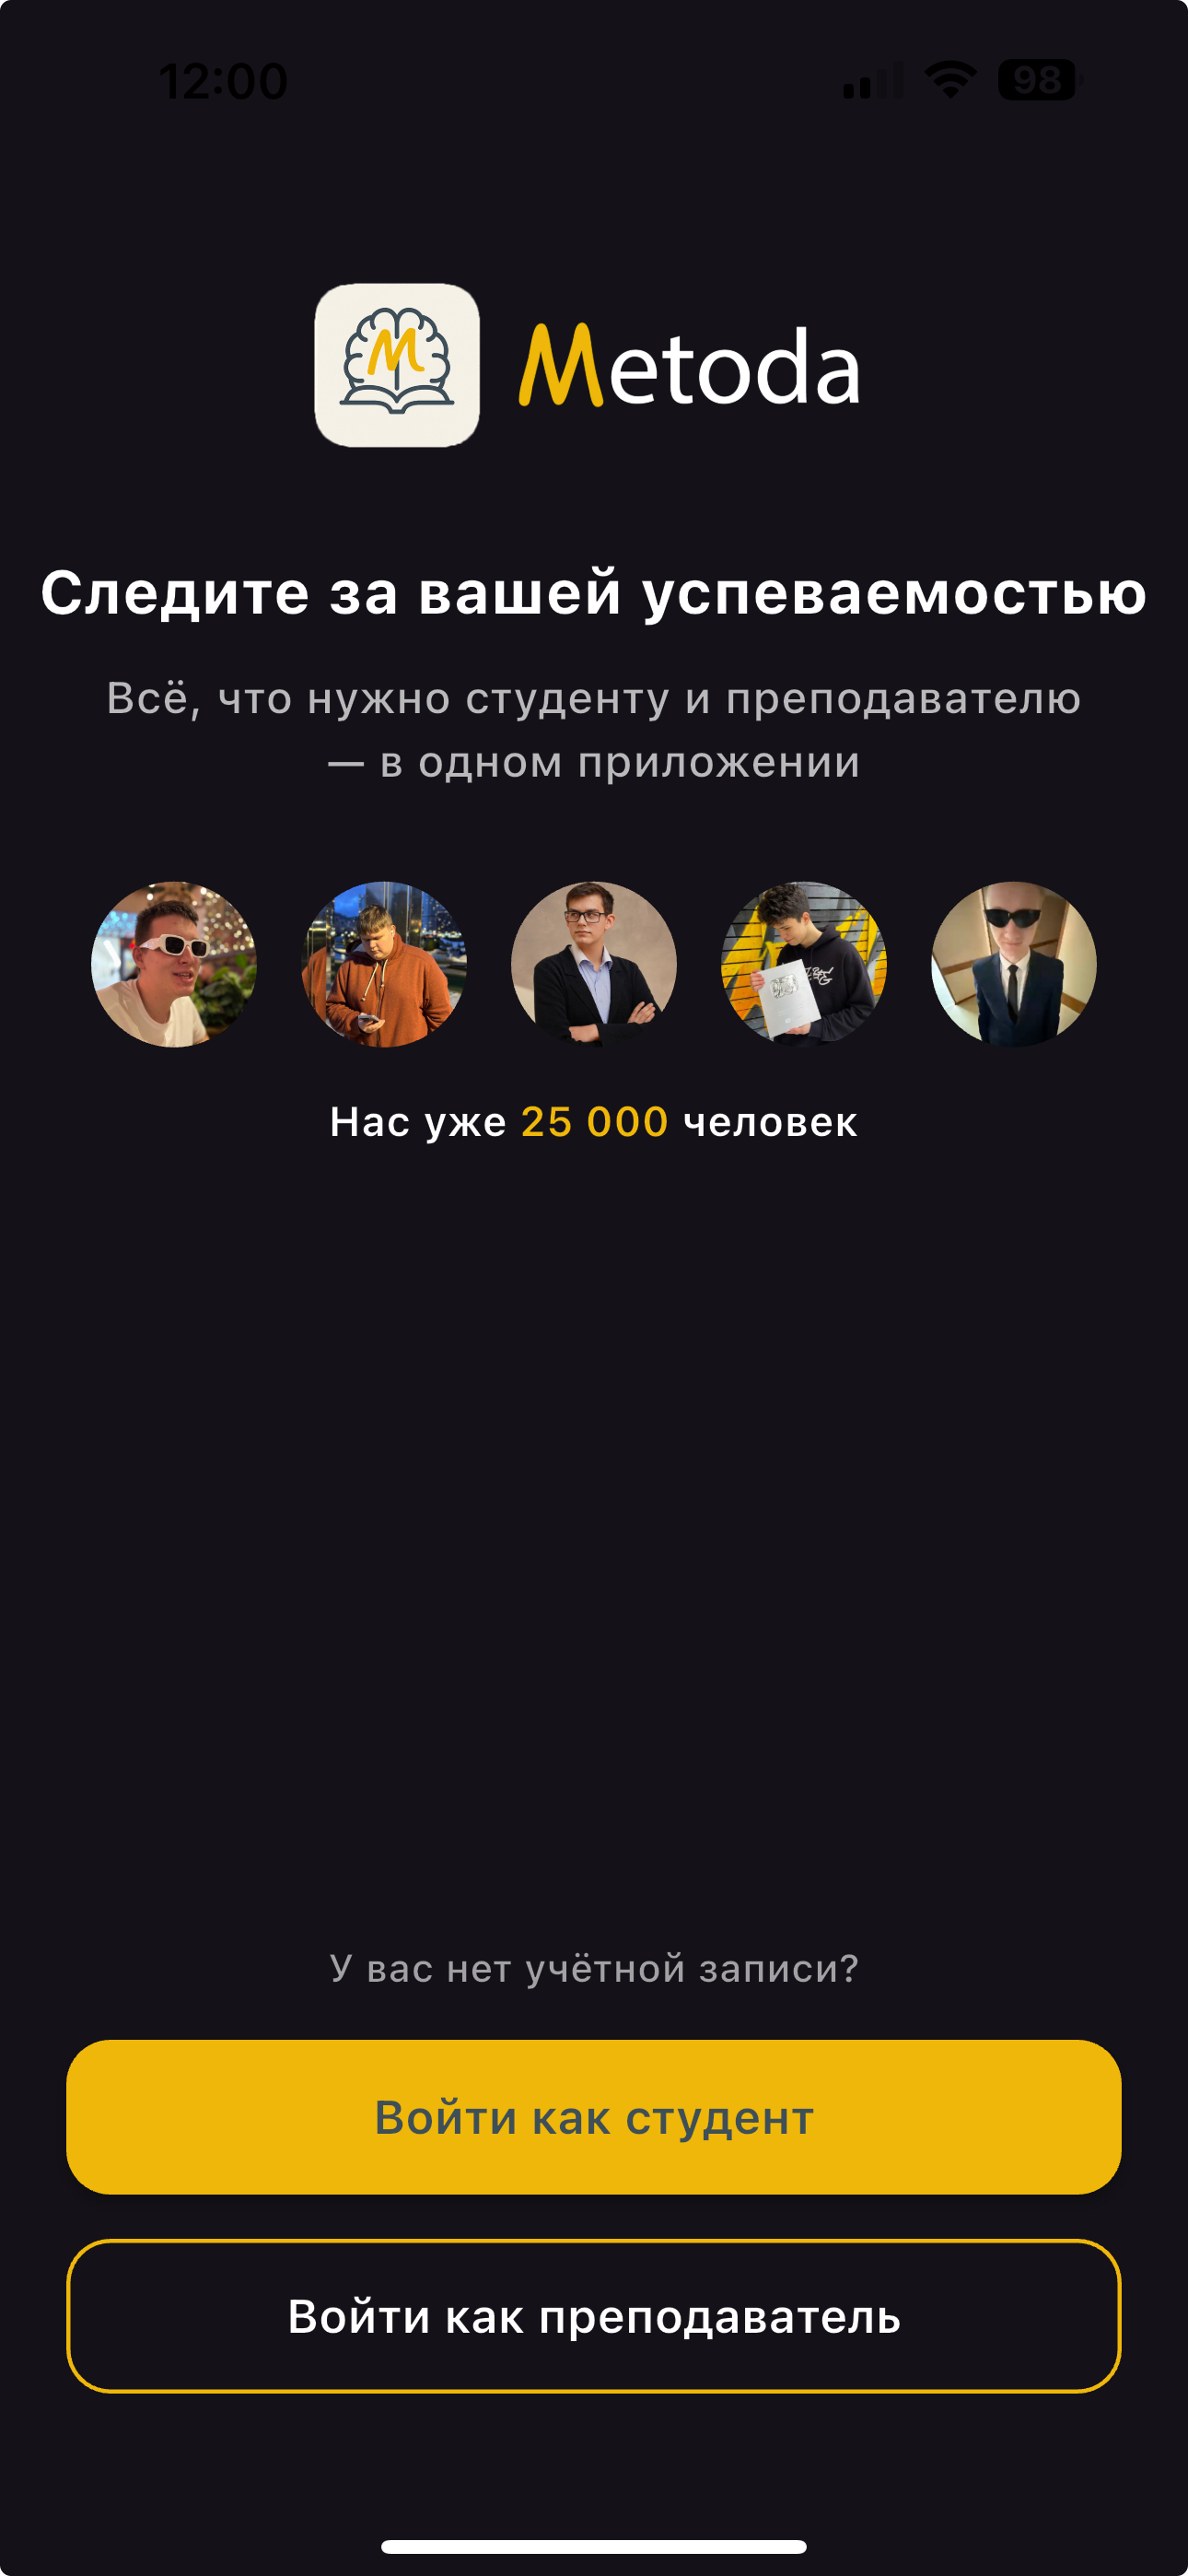 12:00
98
M
Metoda
Следите за вашей успеваемостью
Всё, что нужно студенту и преподавателю
— в одном приложении
Нас уже 25 000 человек
У вас нет учётной записи?
Войти как студент
Войти как преподаватель